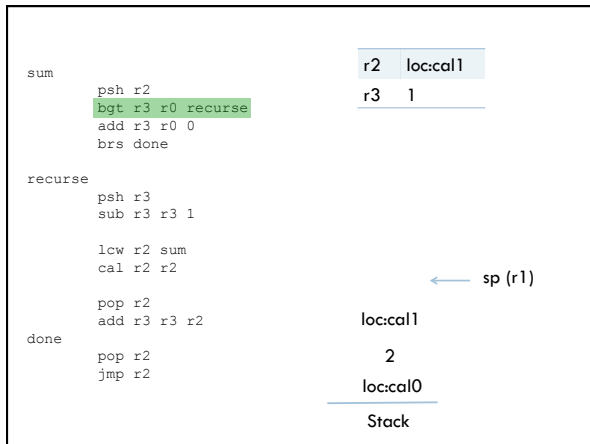 sum
psh r2
bgt r3 r0 recurse
add r3 r0 0
brs done
recurse
psh r3
sub r3 r3 1
lcw r2 sum
cal r2 r2
pop r2
add r3 r3 r2
done
pop r2
jmp r2
r2 loc:cal1
r3 1
sp (r1)
loc:cal1
2
loc:cal0
Stack